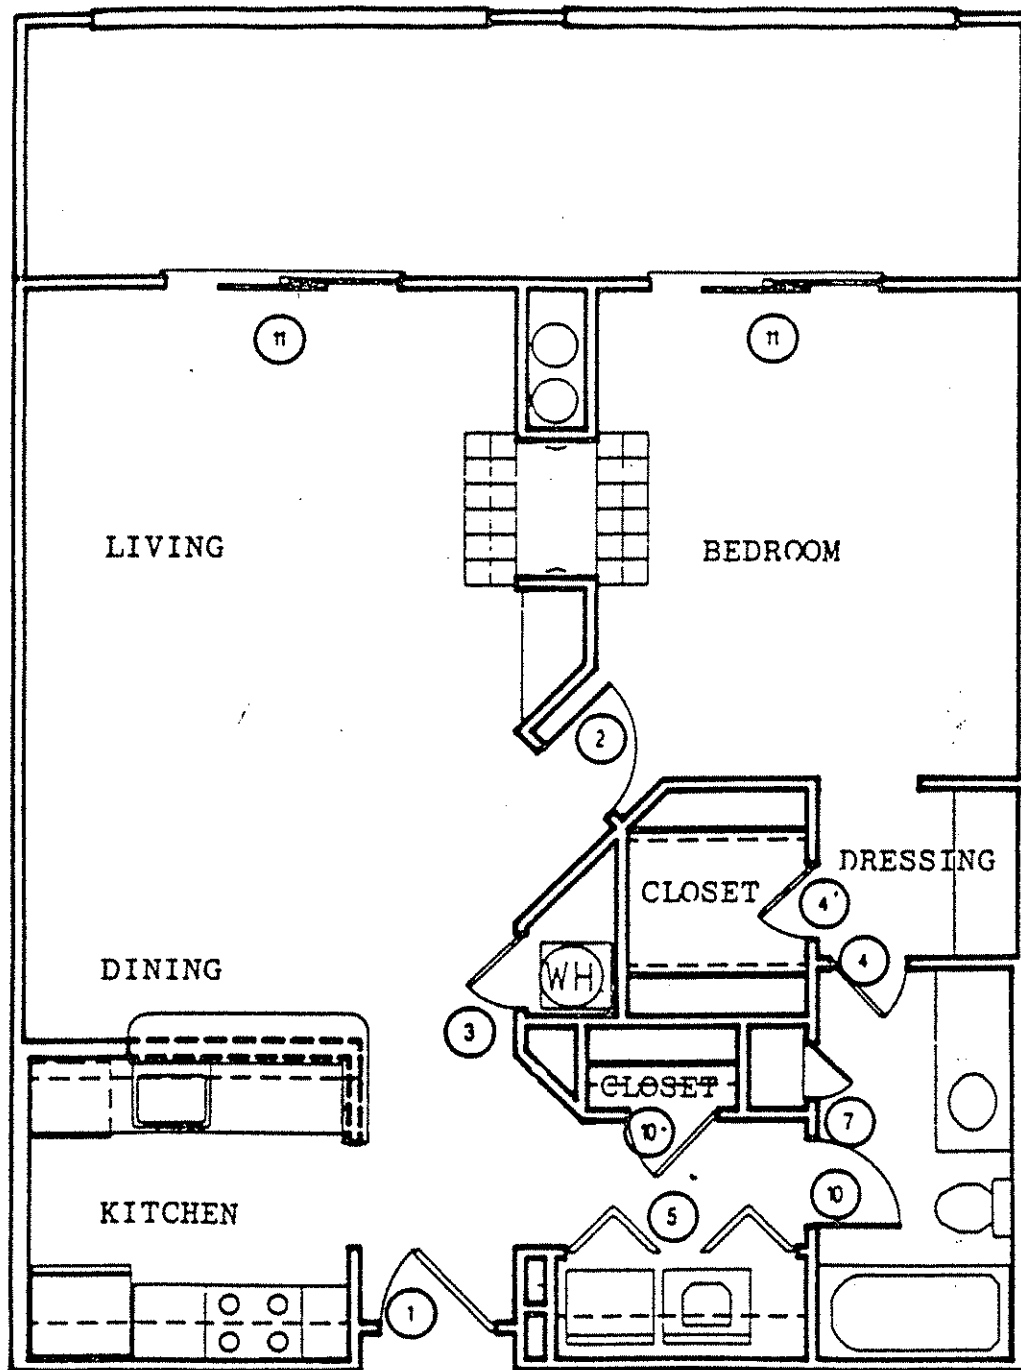 11
11
LIVING
BEDROOM
2
DRESSING
CLOSET
4'
4
DINING
WH
3
CLOSET
10'
7
10
KITCHEN
5
1